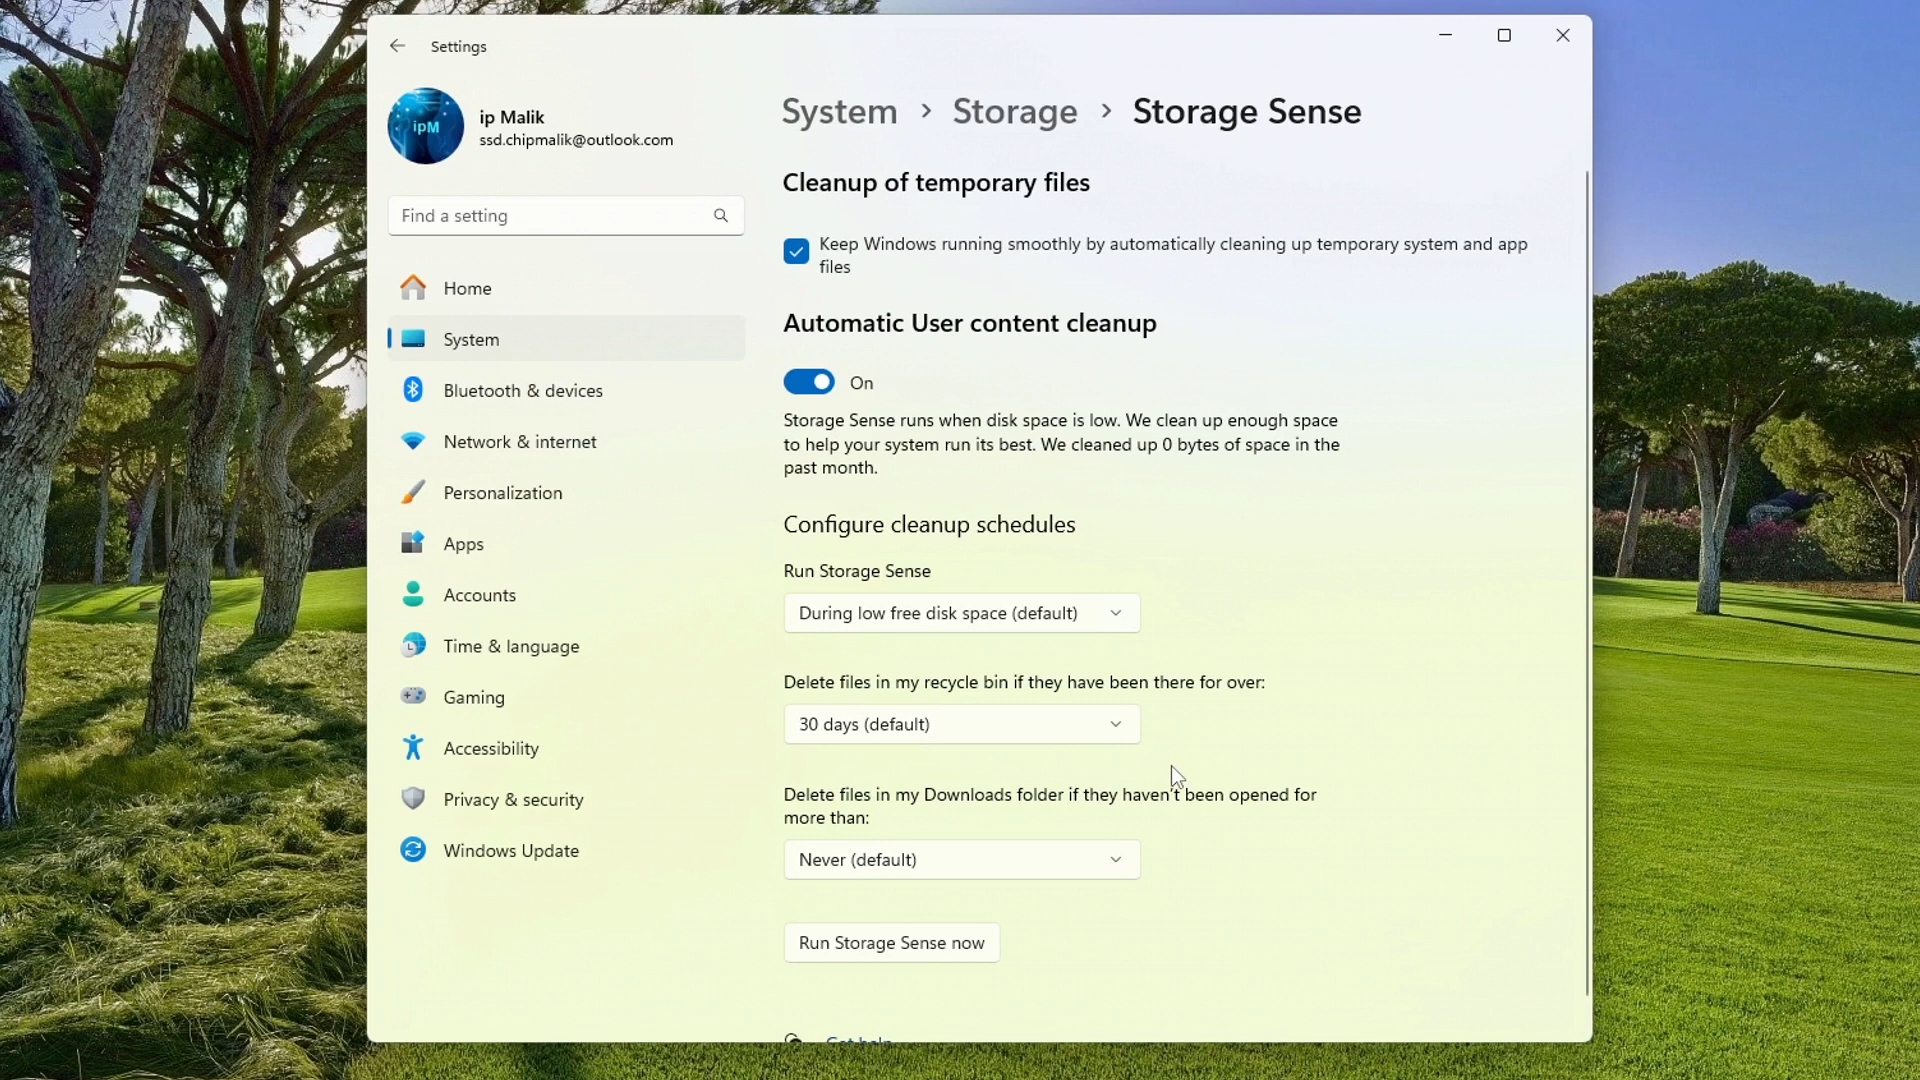 Settings
ipM
ip Malik
ssd.chipmalik@outlook.com
Find a setting
Home
System
Bluetooth & devices
Network & internet
Personalization
Apps
Accounts
Time & language
Gaming
Accessibility
Privacy & security
Windows Update
System > Storage > Storage Sense
Cleanup of temporary files
Keep Windows running smoothly by automatically cleaning up temporary system and app
files
Automatic User content cleanup
On
Storage Sense runs when disk space is low. We clean up enough space
to help your system run its best. We cleaned up 0 bytes of space in the
past month.
Configure cleanup schedules
Run Storage Sense
During low free disk space (default)
Delete files in my recycle bin if they have been there for over:
30 days (default)
Delete files in my Downloads folder if they haven't been opened for
more than:
Never (default)
Run Storage Sense now
Get help